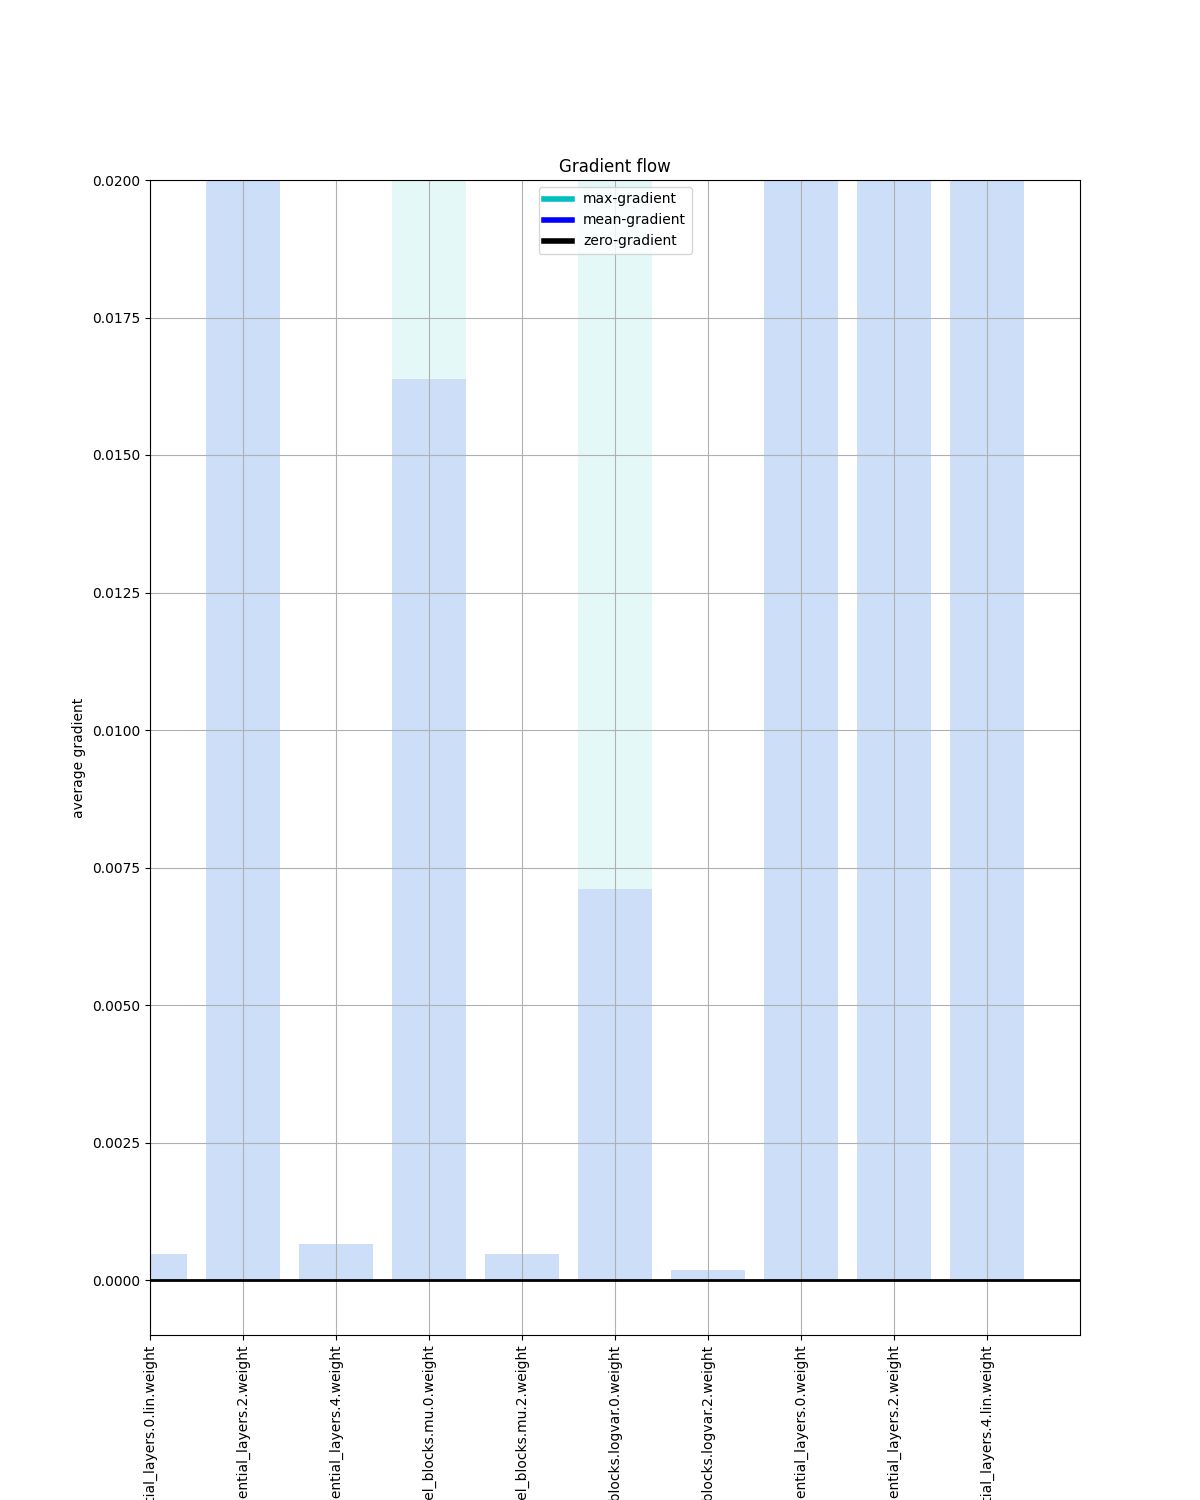 Gradient flow
max-gradient
mean-gradient
zero-gradient
0.0200
0.0175
0.0150
0.0125
0.0100
0.0075
0.0050
0.0025
0.0000
average gradient
tial_layers.0.lin.weight
ential_layers.2.weight
ential_layers.4.weight
el_blocks.mu.0.weight
el_blocks.mu.2.weight
blocks.logvar.0.weight
blocks.logvar.2.weight
ential_layers.0.weight
ential_layers.2.weight
tial_layers.4.lin.weight